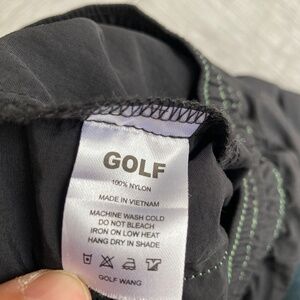 GOLF
100% NYLON
MADE IN VIETNAM
MACHINE WASH COLD
DO NOT BLEACH
IRON ON LOW HEAT
HANG DRY IN SHADE
GOLF WANG